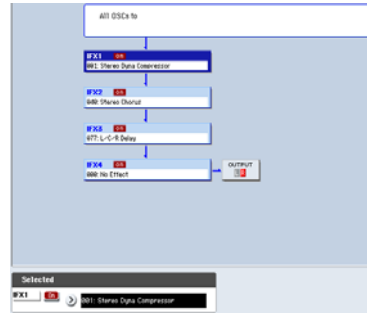 All OSCs to
IFX1 On
001: Stereo Dyna Compressor
IFX2 On
040: Stereo Chorus
IFX3 On
077: L/C/R Delay
IFX4 On
000: No Effect
OUTPUT
L R
Selected
IFX1 On 001: Stereo Dyna Compressor